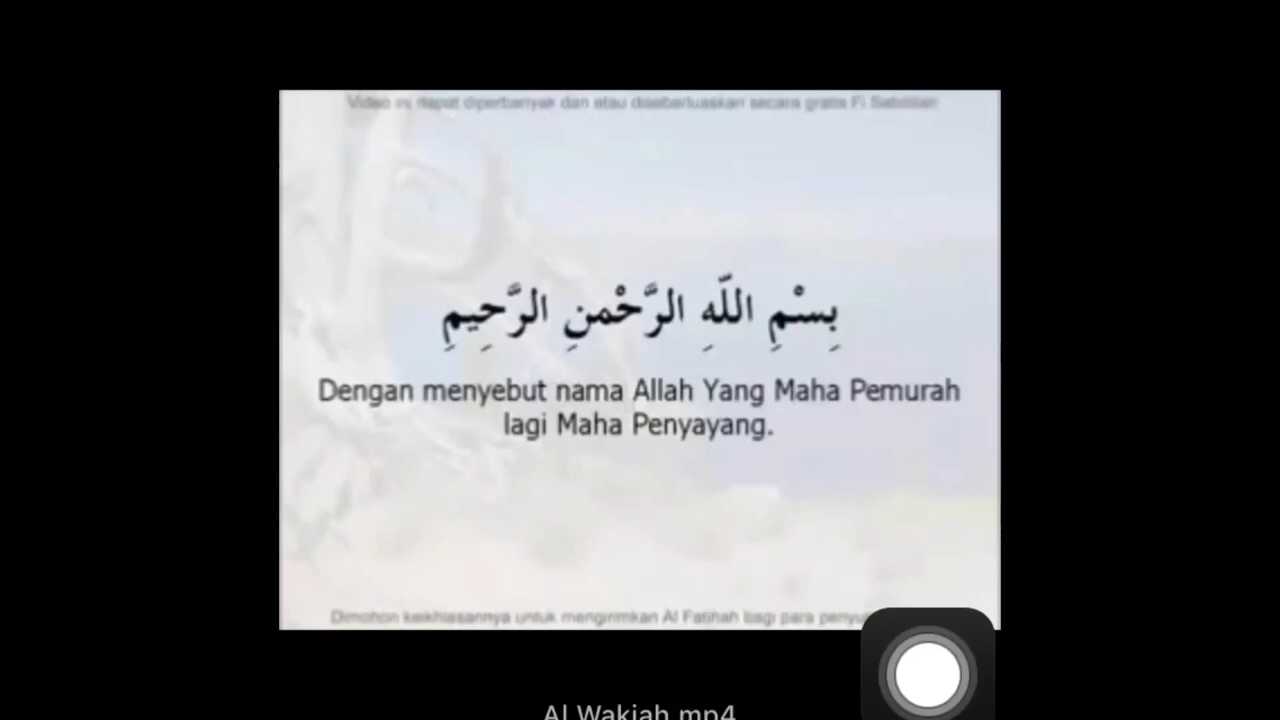 Video ini dapat diperbanyak dan atau disebarluaskan secara gratis Fi Sabilillah
بِسْمِ اللّهِ الرَّحْمنِ الرَّحِيمِ
Dengan menyebut nama Allah Yang Maha Pemurah
lagi Maha Penyayang.
Dimohon keikhlasannya untuk mengirimkan Al Fatihah bagi para
Al Wakiah.mp4